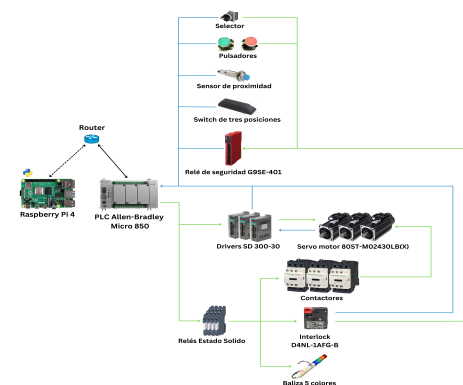 Selector
Pulsadores
Sensor de proximidad
Switch de tres posiciones
Router
Relé de seguridad G9SE-401
Raspberry Pi 4
PLC Allen-Bradley
Micro 850
Drivers SD 300-30
Servo motor 80ST-M02430LB(X)
Contactores
Relés Estado Solido
Interlock
D4NL-1AFG-B
Baliza 5 colores